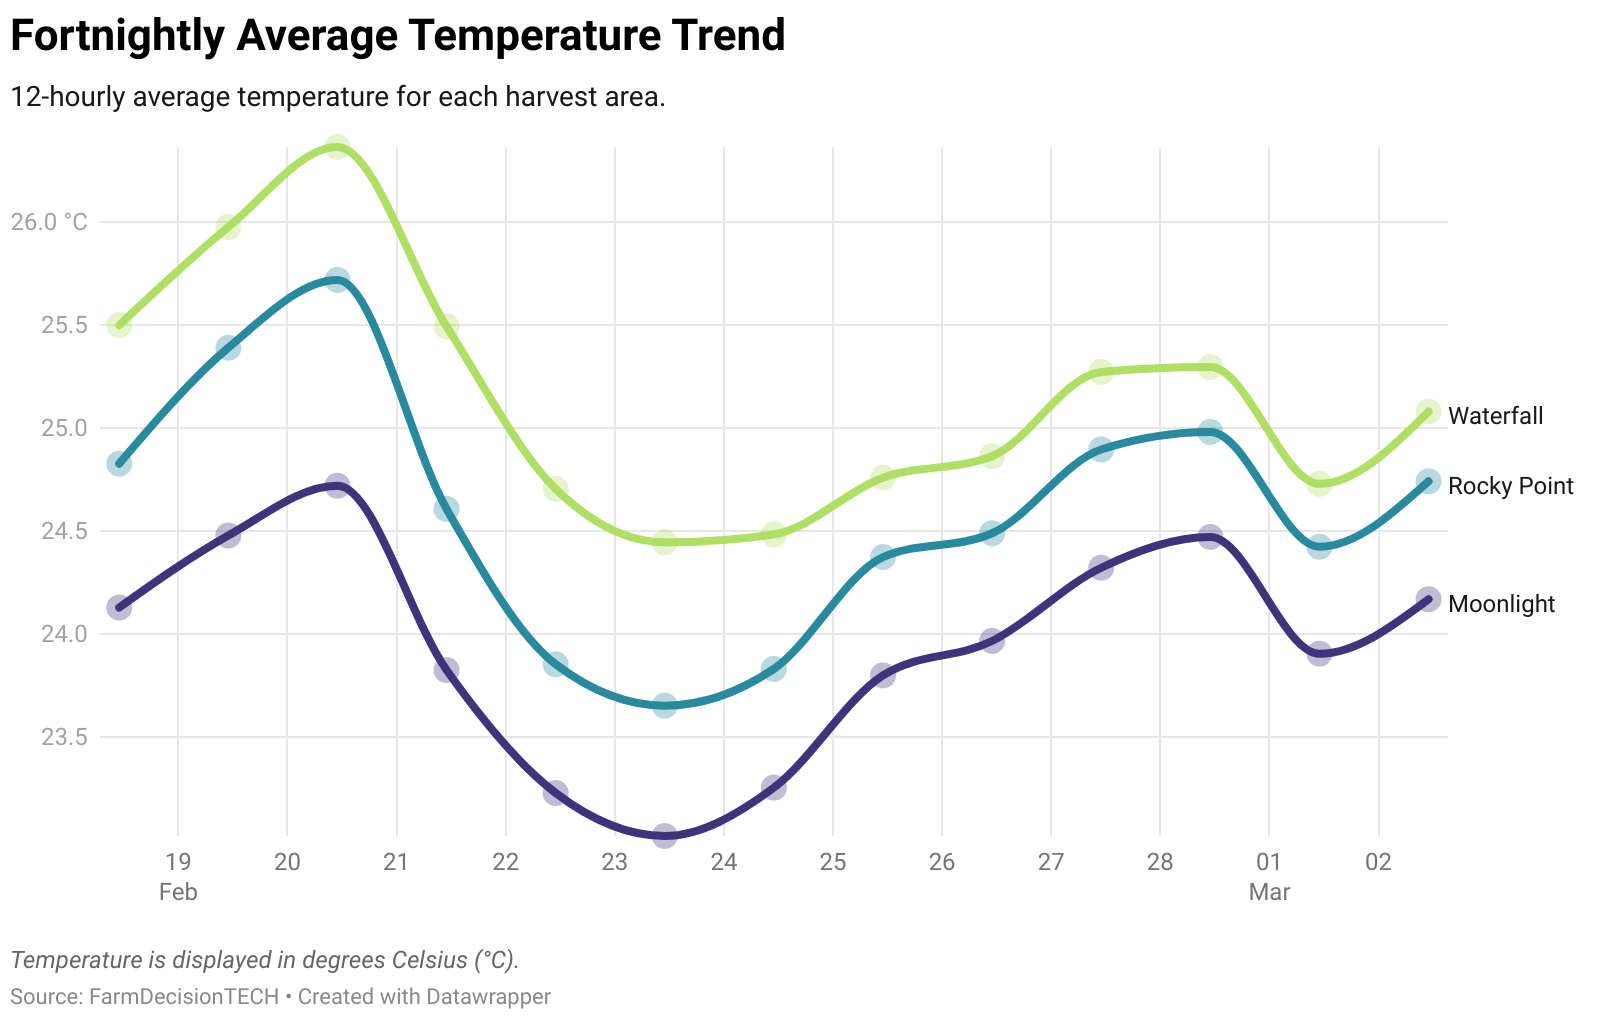 Fortnightly Average Temperature Trend
12-hourly average temperature for each harvest area.
26.0 °C
25.5
25.0
24.5
24.0
23.5
Waterfall
Rocky Point
Moonlight
19 20 21 22 23 24 25 26 27 28 01 02
Feb Mar
Temperature is displayed in degrees Celsius (°C).
Source: FarmDecisionTECH • Created with Datawrapper